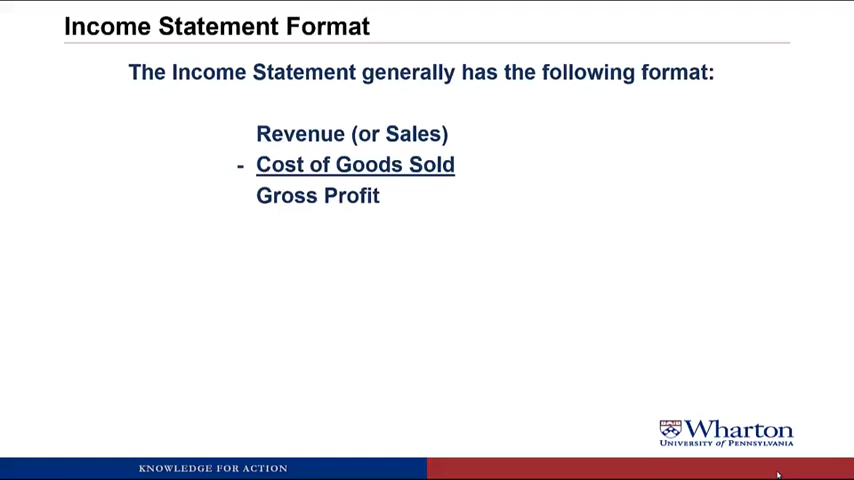 Income Statement Format
The Income Statement generally has the following format:
Revenue (or Sales)
- Cost of Goods Sold
Gross Profit
Wharton
UNIVERSITY of PENNSYLVANIA
KNOWLEDGE FOR ACTION